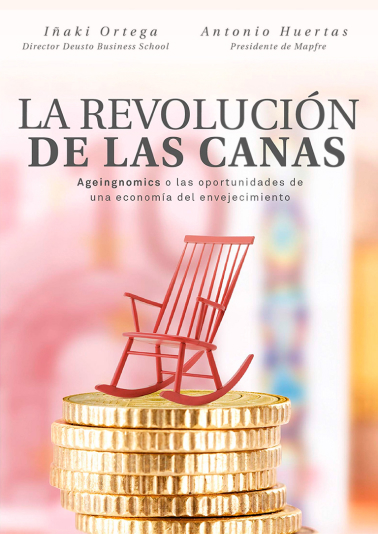 Iñaki Ortega
Antonio Huertas
Director Deusto Business School
Presidente de Mapfre
LA REVOLUCIÓN
DE LAS CANAS
Ageingnomics o las oportunidades de
una economía del envejecimiento